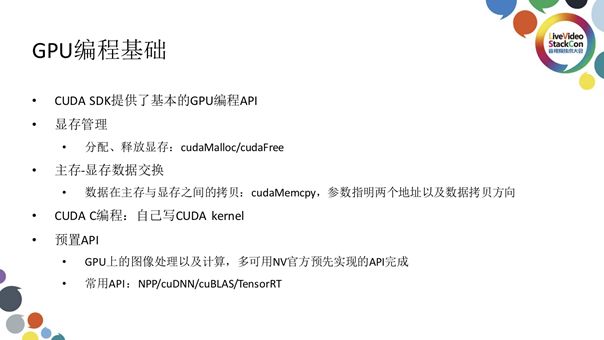 LiveVideo
StackCon
音视频技术大会
GPU编程基础
• CUDA SDK提供了基本的GPU编程API
• 显存管理
• 分配、释放显存：cudaMalloc/cudaFree
• 主存-显存数据交换
• 数据在主存与显存之间的拷贝：cudaMemcpy，参数指明两个地址以及数据拷贝方向
• CUDA C编程：自己写CUDA kernel
• 预置API
• GPU上的图像处理以及计算，多可用NV官方预先实现的API完成
• 常用API：NPP/cuDNN/cuBLAS/TensorRT